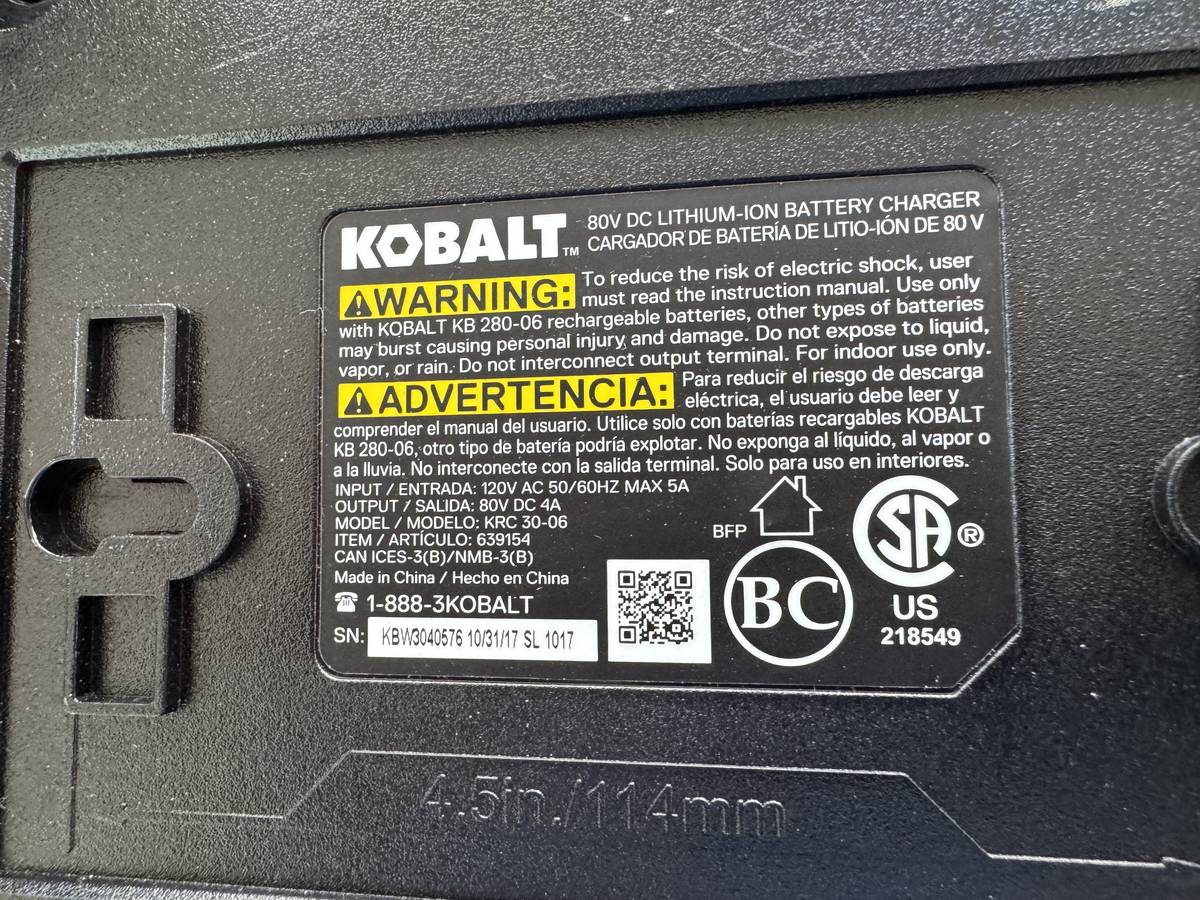 KOBALT™ 80V DC LITHIUM-ION BATTERY CHARGER
CARGADOR DE BATERÍA DE LITIO-IÓN DE 80 V
WARNING: To reduce the risk of electric shock, user
must read the instruction manual. Use only
with KOBALT KB 280-06 rechargeable batteries, other types of batteries
may burst causing personal injury and damage. Do not expose to liquid,
vapor, or rain. Do not interconnect output terminal. For indoor use only.
ADVERTENCIA: Para reducir el riesgo de descarga
eléctrica, el usuario debe leer y
comprender el manual del usuario. Utilice solo con baterías recargables KOBALT
KB 280-06, otro tipo de batería podría explotar. No exponga al líquido, al vapor o
a la lluvia. No interconecte con la salida terminal. Solo para uso en interiores.
INPUT / ENTRADA: 120V AC 50/60HZ MAX 5A
OUTPUT / SALIDA: 80V DC 4A
MODEL / MODELO: KRC 30-06
ITEM / ARTÍCULO: 639154
CAN ICES-3(B)/NMB-3(B)
Made in China / Hecho en China
1-888-3KOBALT
SN: KBW3040576 10/31/17 SL 1017
BFP
BC
SA®
US
218549
4.5in./114mm